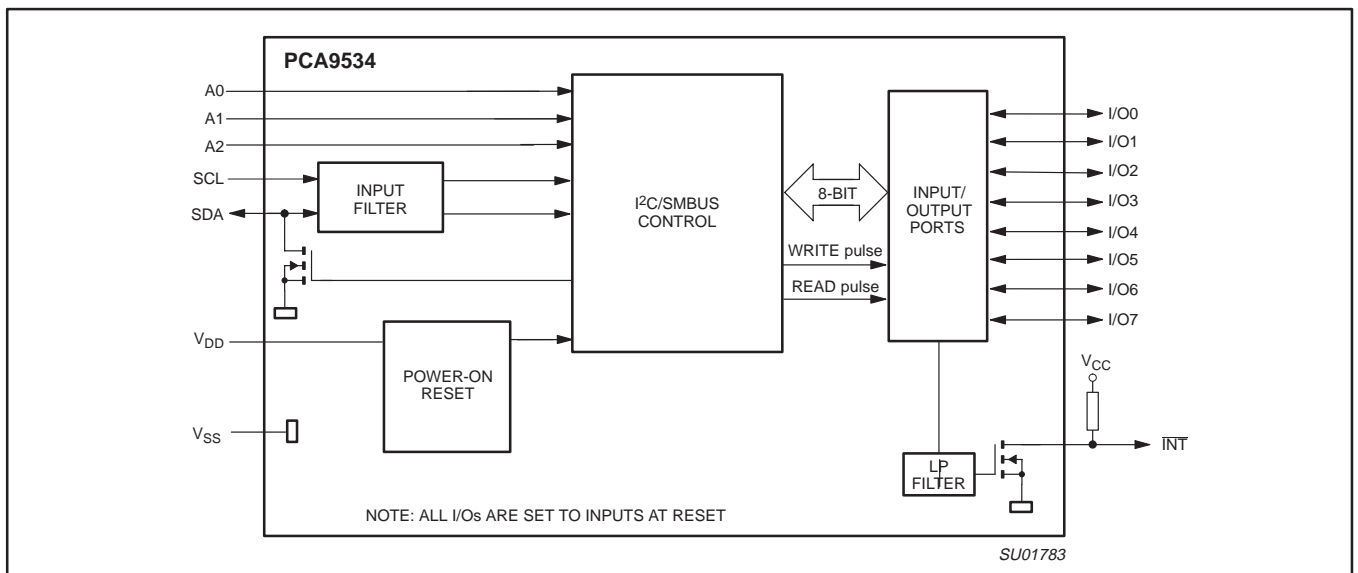 PCA9534
A0
A1
A2
SCL
SDA
INPUT
FILTER
I²C/SMBUS
CONTROL
8-BIT
WRITE pulse
READ pulse
INPUT/
OUTPUT
PORTS
I/O0
I/O1
I/O2
I/O3
I/O4
I/O5
I/O6
I/O7
VDD
POWER-ON
RESET
VSS
VCC
INT
LP
FILTER
NOTE: ALL I/Os ARE SET TO INPUTS AT RESET
SU01783